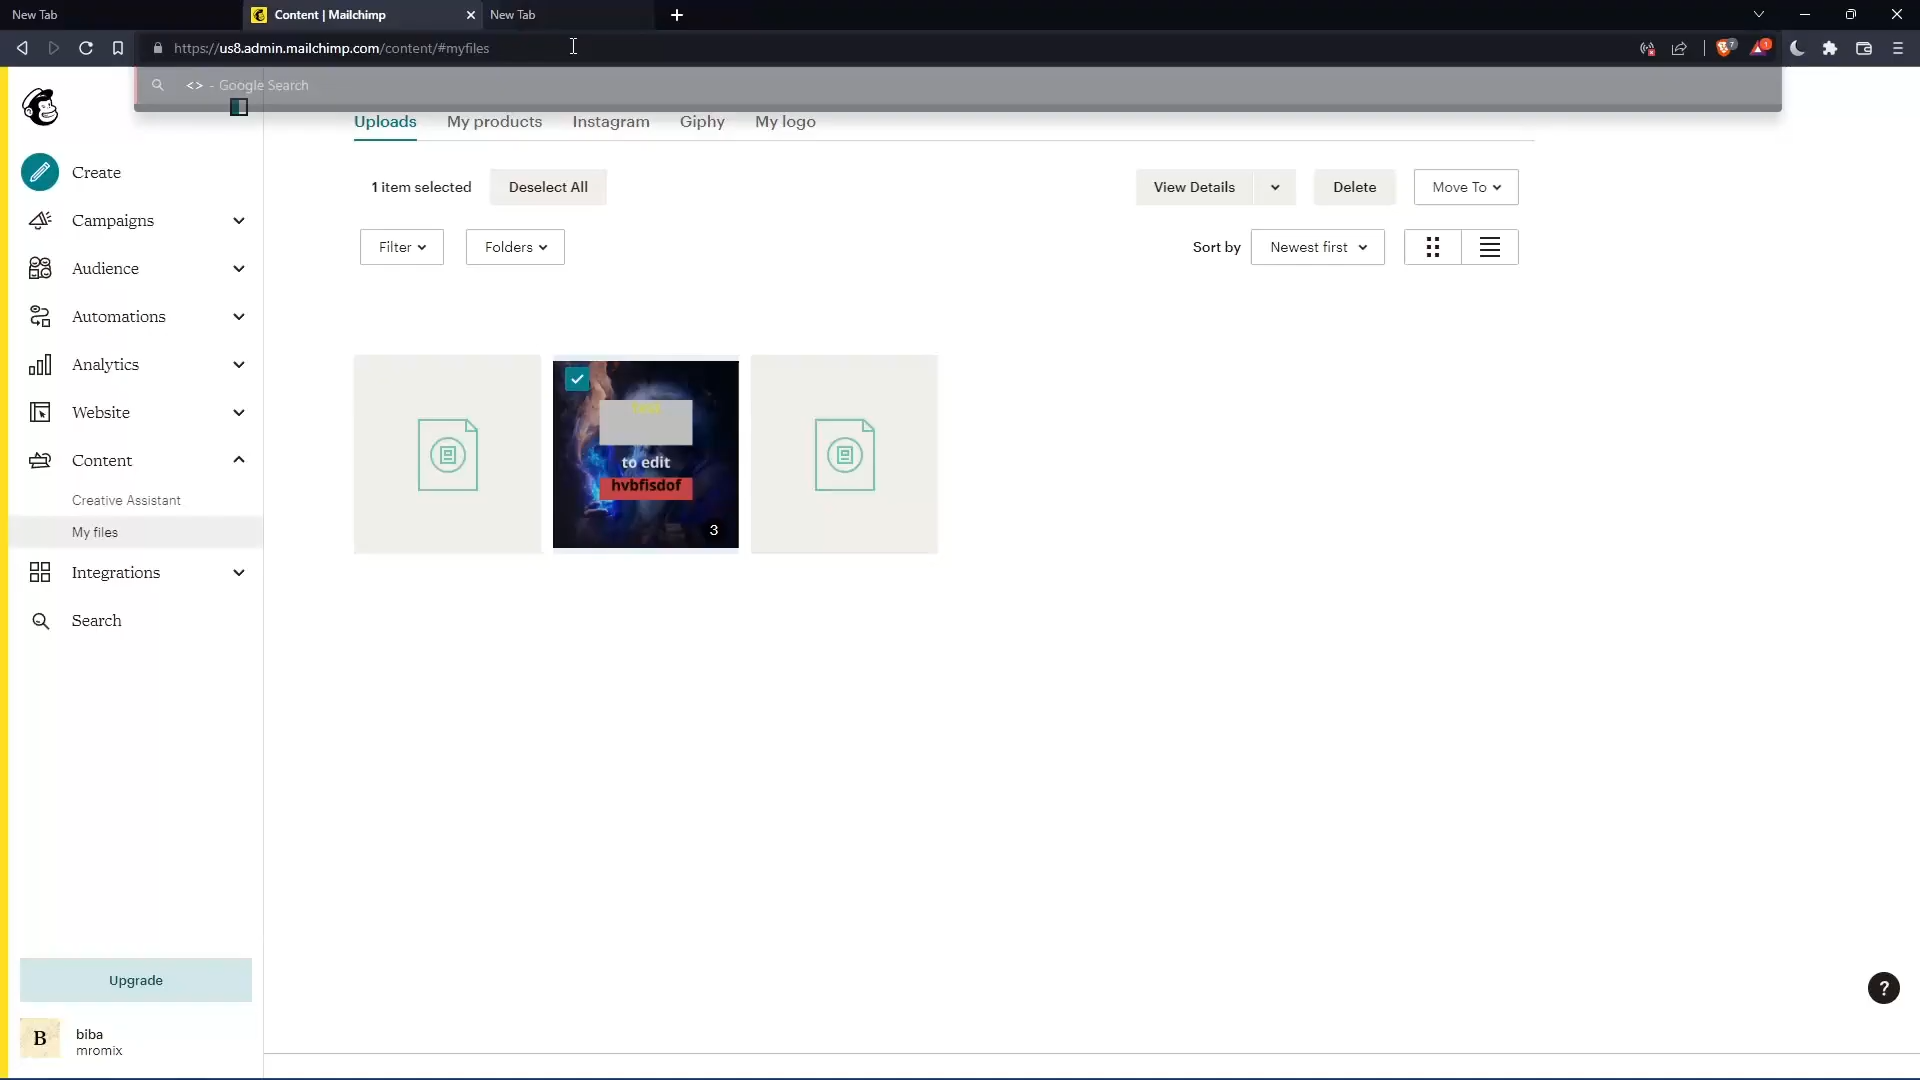 New Tab
Content | Mailchimp
New Tab
https://us8.admin.mailchimp.com/content/#myfiles
7
1
<> - Google Search
Uploads
My products
Instagram
Giphy
My logo
Create
Campaigns
Audience
Automations
Analytics
Website
Content
Creative Assistant
My files
Integrations
Search
1 item selected
Deselect All
View Details
Delete
Move To
Filter
Folders
Sort by
Newest first
to edit
hvbfisdof
3
Upgrade
B
biba
mromix
?